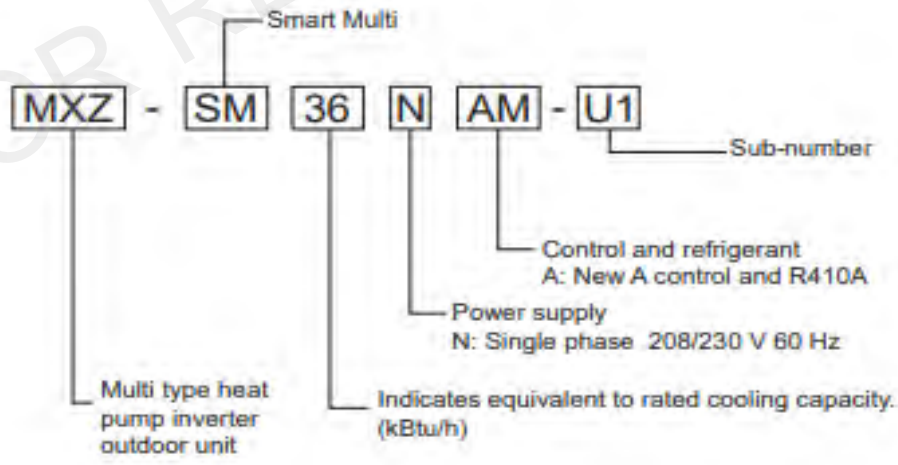 Smart Multi
MXZ - SM 36 N AM - U1
Sub-number
Control and refrigerant
A: New A control and R410A
Power supply
N: Single phase 208/230 V 60 Hz
Multi type heat
pump inverter
outdoor unit
Indicates equivalent to rated cooling capacity.
(kBtu/h)